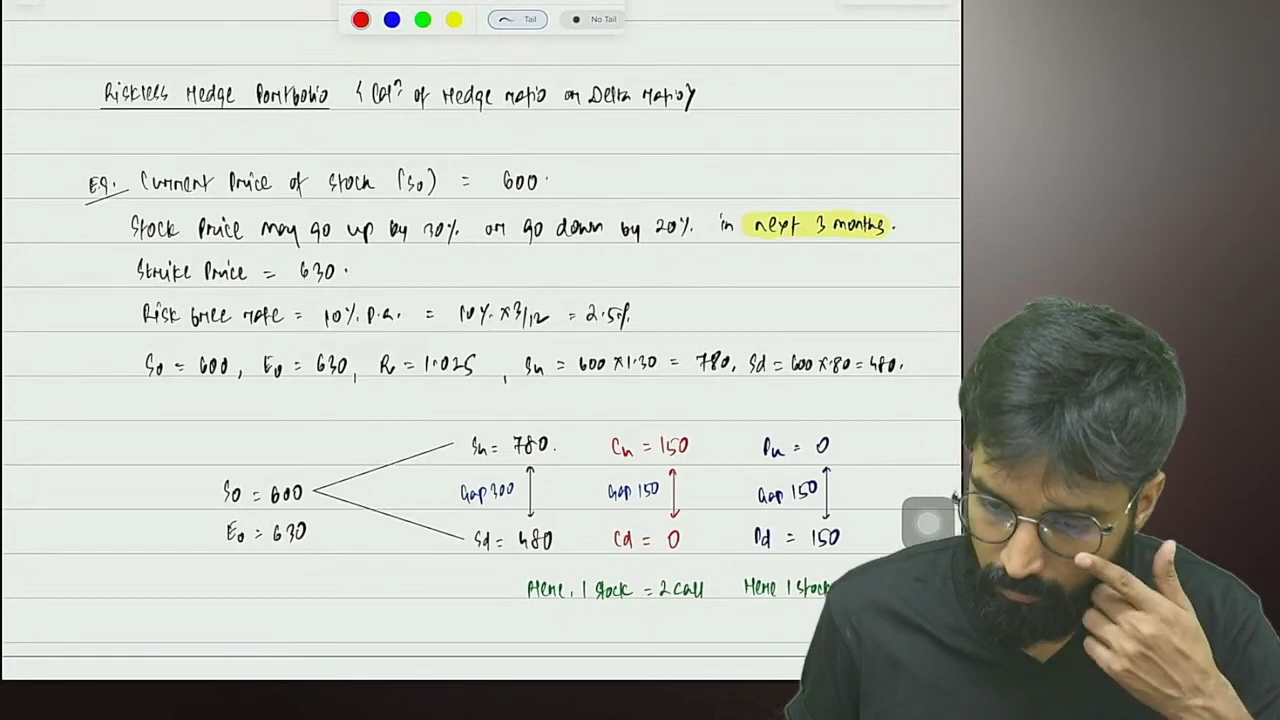 Tail No Tail
Riskless Hedge Portfolio {Caln of Hedge ratio or Delta ratio}
E.g. Current Price of Stock (S0) = 600.
Stock Price may go up by 30% or go down by 20% in next 3 months.
Strike Price = 630.
Risk free rate = 10% p.a. = 10% x 3/12 = 2.5%
S0 = 600, E0 = 630, R = 1.025, Su = 600 x 1.30 = 780, Sd = 600 x .80 = 480.
Su = 780. Cu = 150 Pu = 0
S0 = 600 Gap 300 Gap 150 Gap 150
E0 = 630 Sd = 480 Cd = 0 Pd = 150
Here, 1 Stock = 2 Call Here 1 Stock